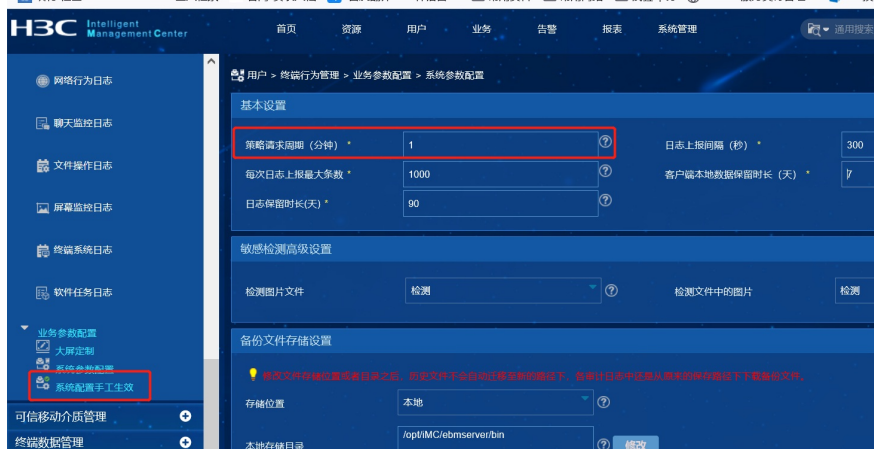 H3C Intelligent Management Center
首页 资源 用户 业务 告警 报表 系统管理 通用搜索
网络行为日志
聊天监控日志
文件操作日志
屏幕监控日志
终端系统日志
软件任务日志
业务参数配置
大屏定制
系统参数配置
系统配置手工生效
可信移动介质管理
终端数据管理
用户 > 终端行为管理 > 业务参数配置 > 系统参数配置
基本设置
策略请求周期（分钟） * 1 日志上报间隔（秒） * 300
每次日志上报最大条数 * 1000 客户端本地数据保留时长（天） * 7
日志保留时长(天) * 90
敏感检测高级设置
检测图片文件 检测 检测文件中的图片 检测
备份文件存储设置
修改文件存储位置或者目录之后，历史文件不会自动迁移至新的路径下，各审计日志中还是从原来的保存路径下下载备份文件。
存储位置 本地
本地存储目录 /opt/iMC/ebmserver/bin 修改